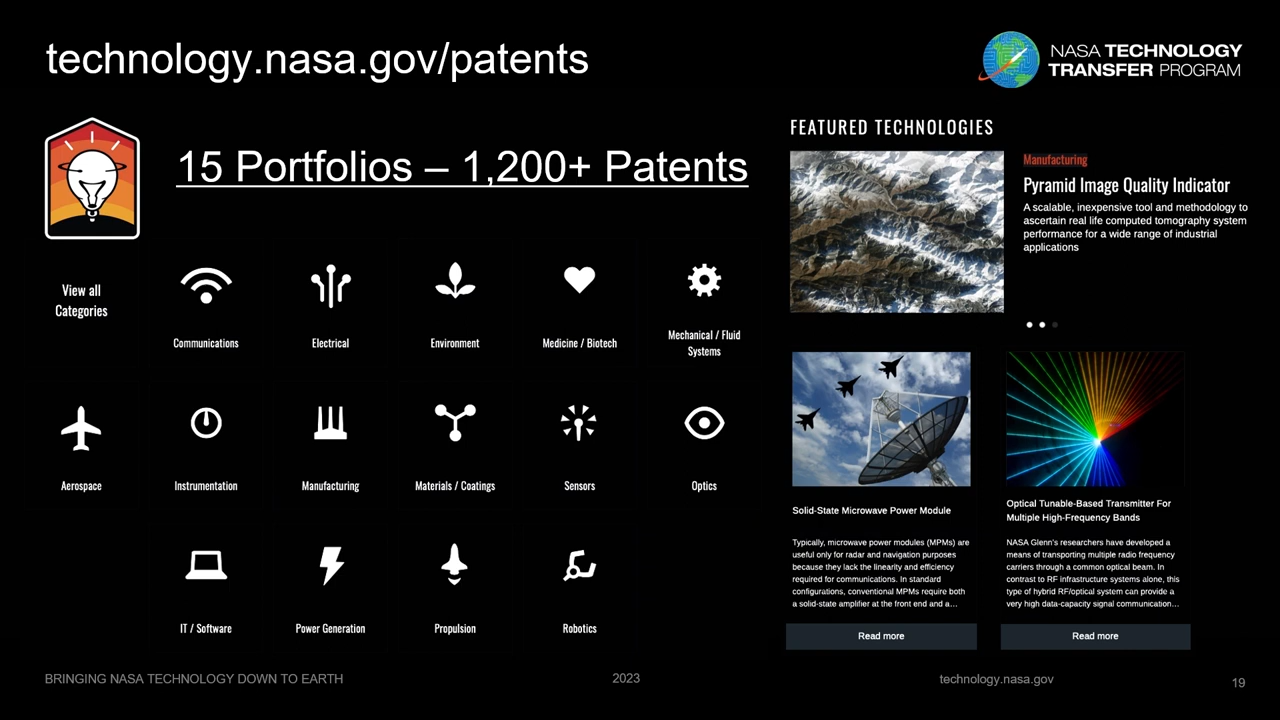 technology.nasa.gov/patents
NASA TECHNOLOGY
TRANSFER PROGRAM
15 Portfolios – 1,200+ Patents
View all
Categories
Communications
Electrical
Environment
Medicine / Biotech
Mechanical / Fluid
Systems
Aerospace
Instrumentation
Manufacturing
Materials / Coatings
Sensors
Optics
IT / Software
Power Generation
Propulsion
Robotics
FEATURED TECHNOLOGIES
Manufacturing
Pyramid Image Quality Indicator
A scalable, inexpensive tool and methodology to
ascertain real life computed tomography system
performance for a wide range of industrial
applications
Solid-State Microwave Power Module
Typically, microwave power modules (MPMs) are
useful only for radar and navigation purposes
because they lack the linearity and efficiency
required for communications. In standard
configurations, conventional MPMs require both
a solid-state amplifier at the front end and a…
Read more
Optical Tunable-Based Transmitter For
Multiple High-Frequency Bands
NASA Glenn's researchers have developed a
means of transporting multiple radio frequency
carriers through a common optical beam. In
contrast to RF infrastructure systems alone, this
type of hybrid RF/optical system can provide a
very high data-capacity signal communication…
Read more
BRINGING NASA TECHNOLOGY DOWN TO EARTH
2023
technology.nasa.gov
19